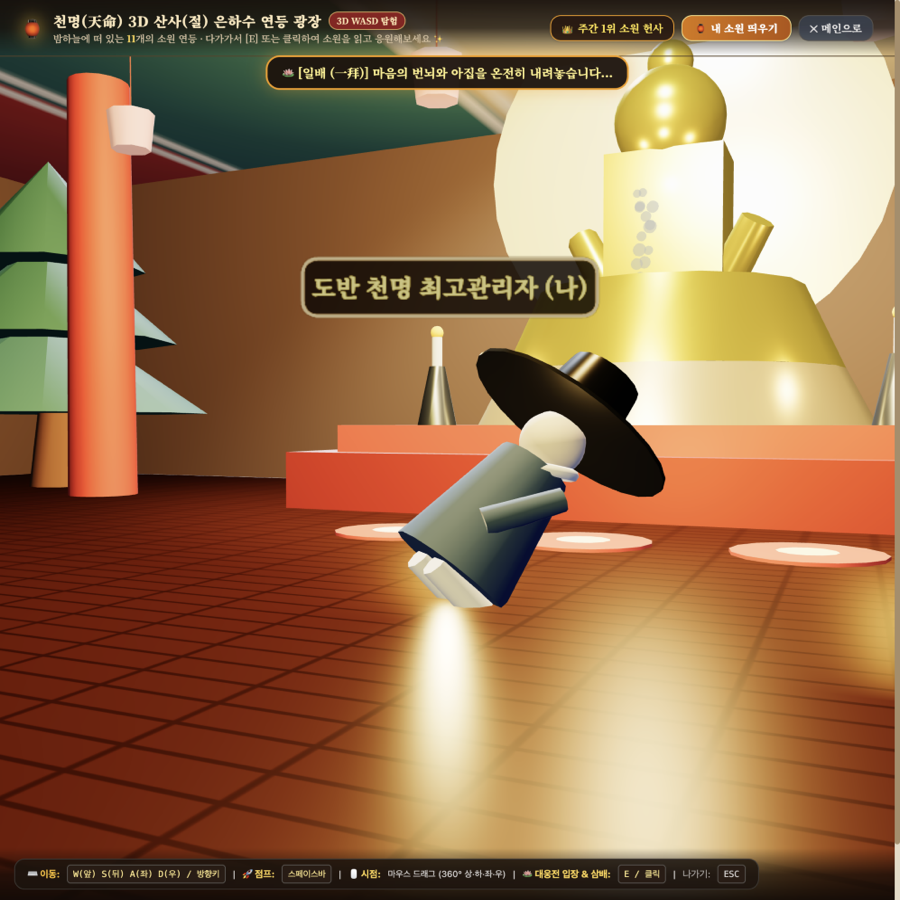 천명(天命) 3D 산사(절) 은하수 연등 광장
3D WASD 탐험
밤하늘에 떠 있는 11개의 소원 연등 · 다가가서 [E] 또는 클릭하여 소원을 읽고 응원해보세요
주간 1위 소원 헌사
내 소원 띄우기
✕ 메인으로
[일배 (一拜)] 마음의 번뇌와 아집을 온전히 내려놓습니다...
도반 천명 최고관리자 (나)
이동: W(앞) S(뒤) A(좌) D(우) / 방향키 | 점프: 스페이스바 | 시점: 마우스 드래그 (360° 상·하·좌·우) | 대웅전 입장 & 삼배: E / 클릭 | 나가기: ESC